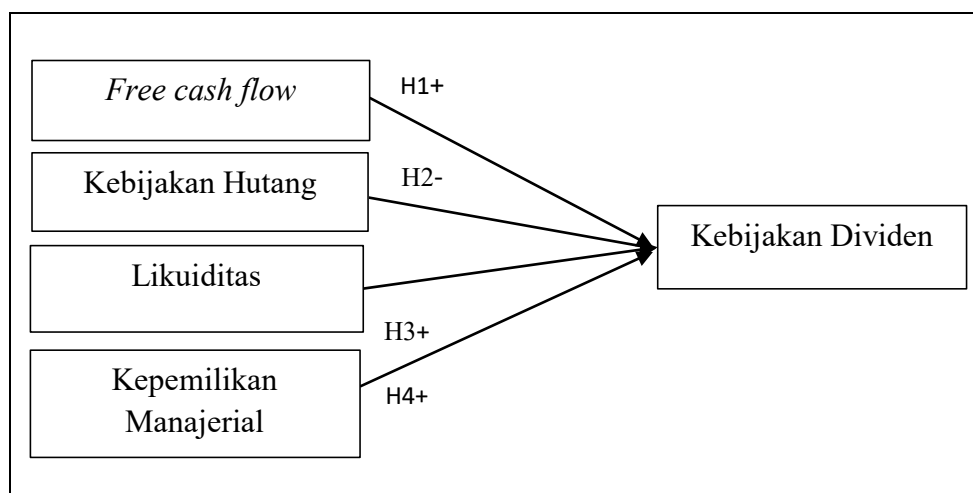 Free cash flow
H1+
Kebijakan Hutang
H2-
Kebijakan Dividen
Likuiditas
H3+
Kepemilikan
Manajerial
H4+